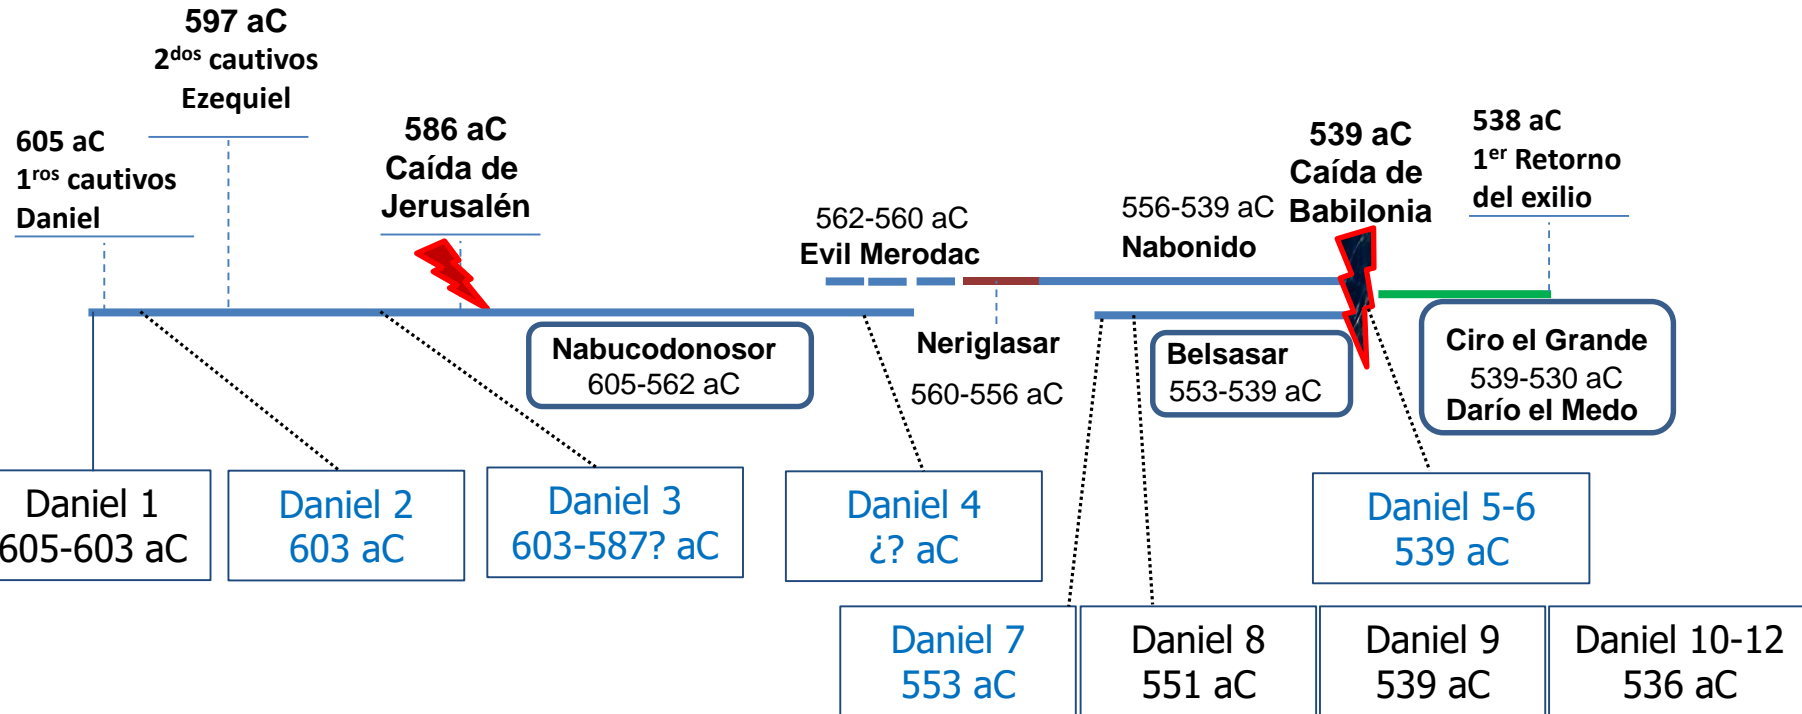 597 aC
2dos cautivos
Ezequiel
605 aC
1ros cautivos
Daniel
586 aC
Caída de
Jerusalén
562-560 aC
Evil Merodac
556-539 aC
Nabonido
539 aC
Caída de
Babilonia
538 aC
1er Retorno
del exilio
Nabucodonosor
605-562 aC
Neriglasar
560-556 aC
Belsasar
553-539 aC
Ciro el Grande
539-530 aC
Darío el Medo
Daniel 1
605-603 aC
Daniel 2
603 aC
Daniel 3
603-587? aC
Daniel 4
¿? aC
Daniel 5-6
539 aC
Daniel 7
553 aC
Daniel 8
551 aC
Daniel 9
539 aC
Daniel 10-12
536 aC